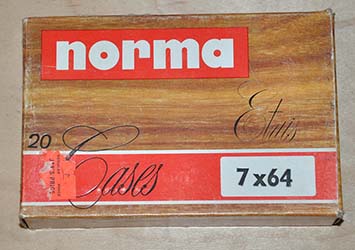 norma
Etuis
20
Cases
7x64